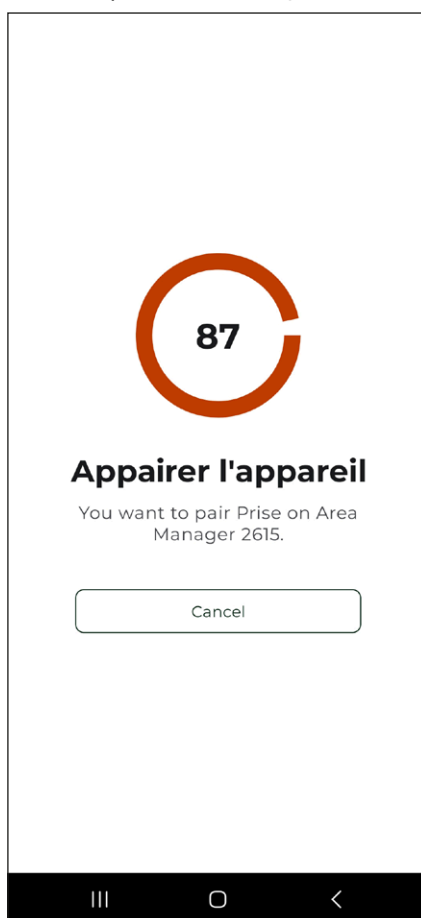 87
Appairer l'appareil
You want to pair Prise on Area
Manager 2615.
Cancel